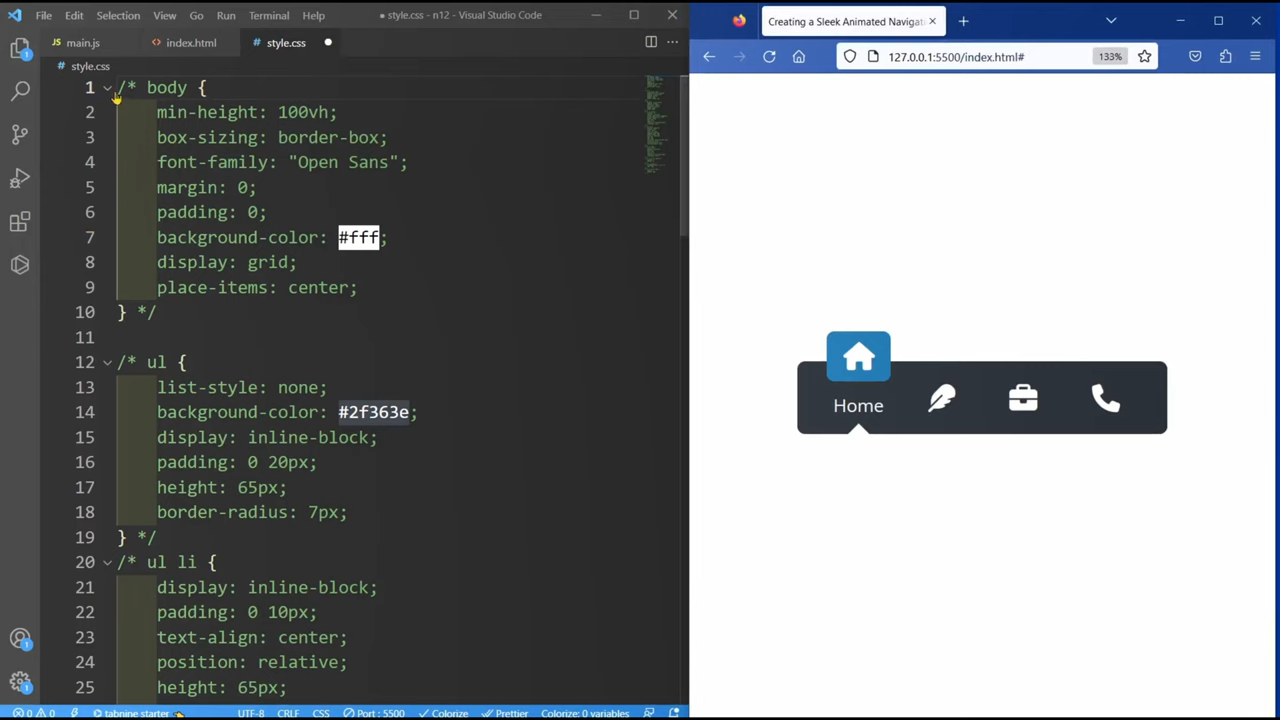 File Edit Selection View Go Run Terminal Help
● style.css - n12 - Visual Studio Code
JS main.js
<> index.html
# style.css
# style.css
1 /* body {
2 min-height: 100vh;
3 box-sizing: border-box;
4 font-family: "Open Sans";
5 margin: 0;
6 padding: 0;
7 background-color: #fff;
8 display: grid;
9 place-items: center;
10 } */
11
12 /* ul {
13 list-style: none;
14 background-color: #2f363e;
15 display: inline-block;
16 padding: 0 20px;
17 height: 65px;
18 border-radius: 7px;
19 } */
20 /* ul li {
21 display: inline-block;
22 padding: 0 10px;
23 text-align: center;
24 position: relative;
25 height: 65px;
1
1
1
0 0 tabnine starter UTF-8 CRLF CSS Port : 5500 Colorize Prettier Colorize: 0 variables
Creating a Sleek Animated Navigat
127.0.0.1:5500/index.html# 133%
Home